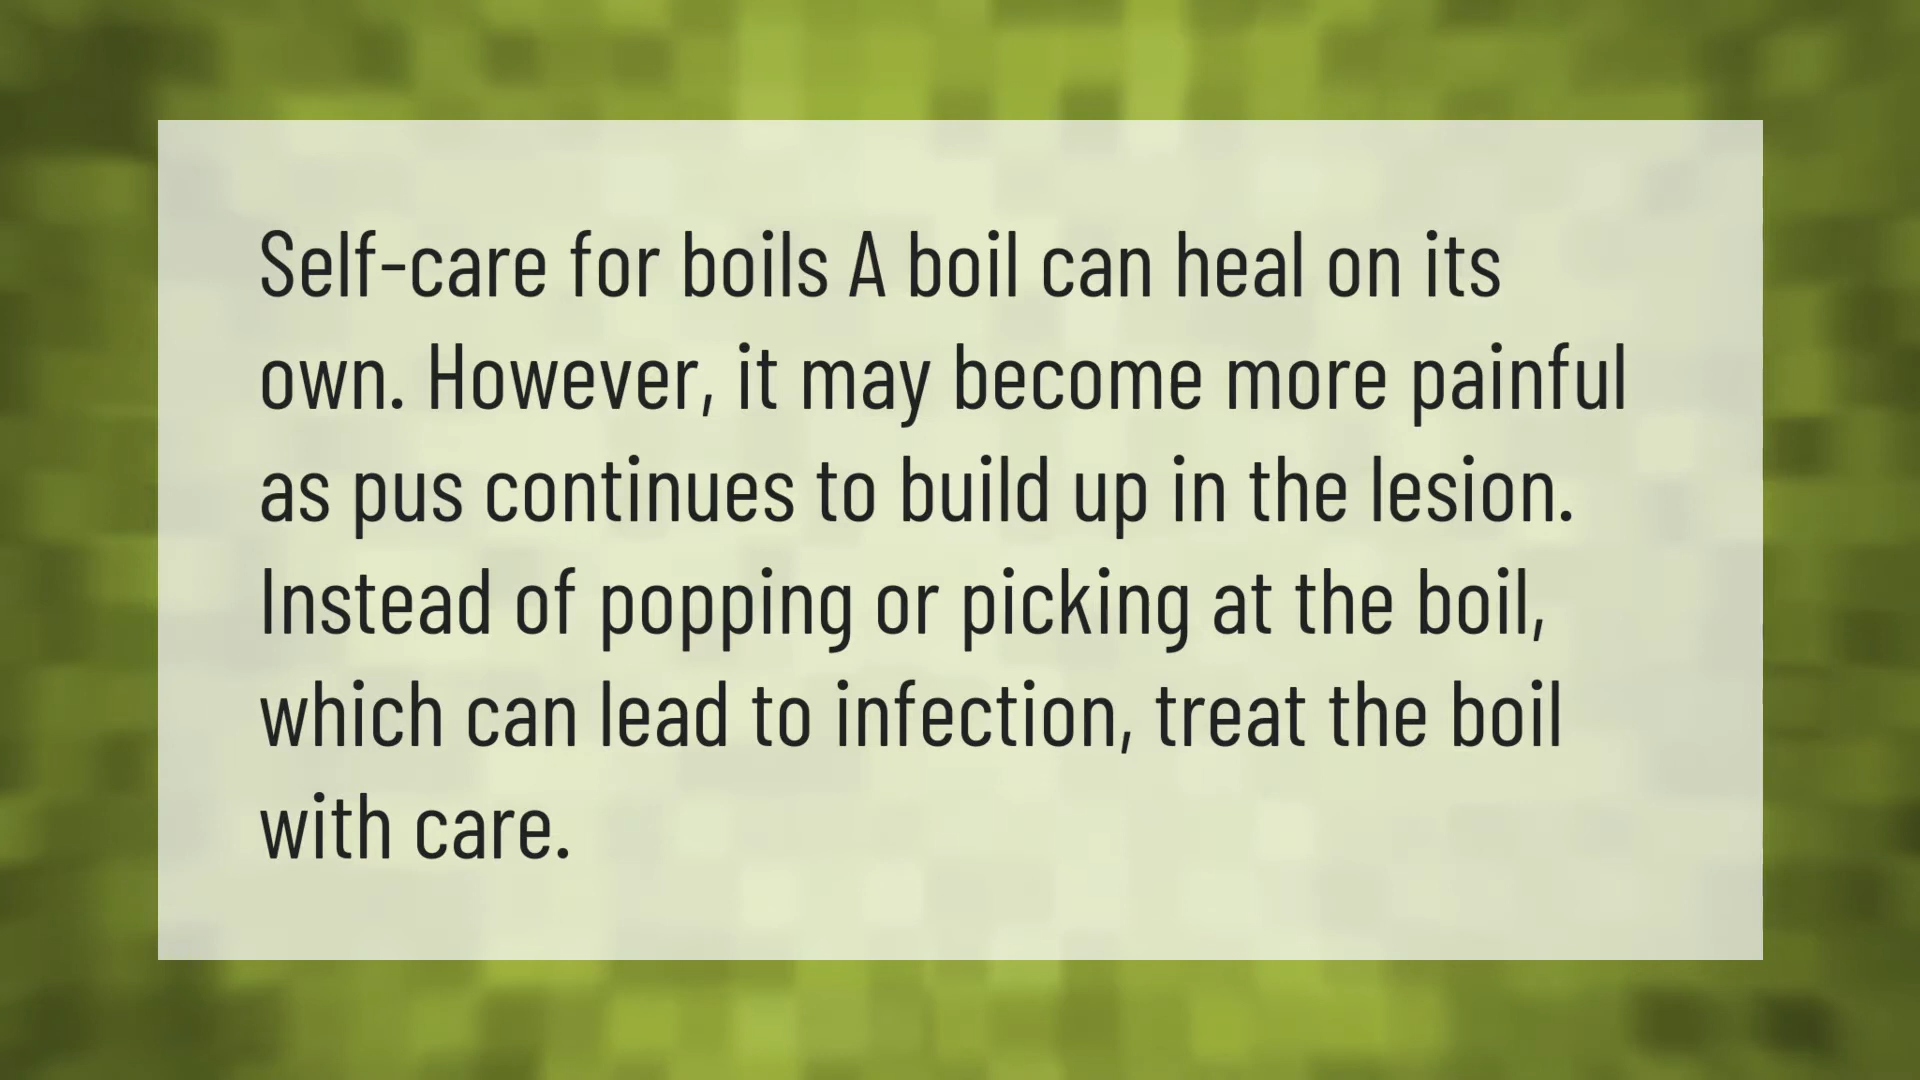 Self-care for boils A boil can heal on its
own. However, it may become more painful
as pus continues to build up in the lesion.
Instead of popping or picking at the boil,
which can lead to infection, treat the boil
with care.